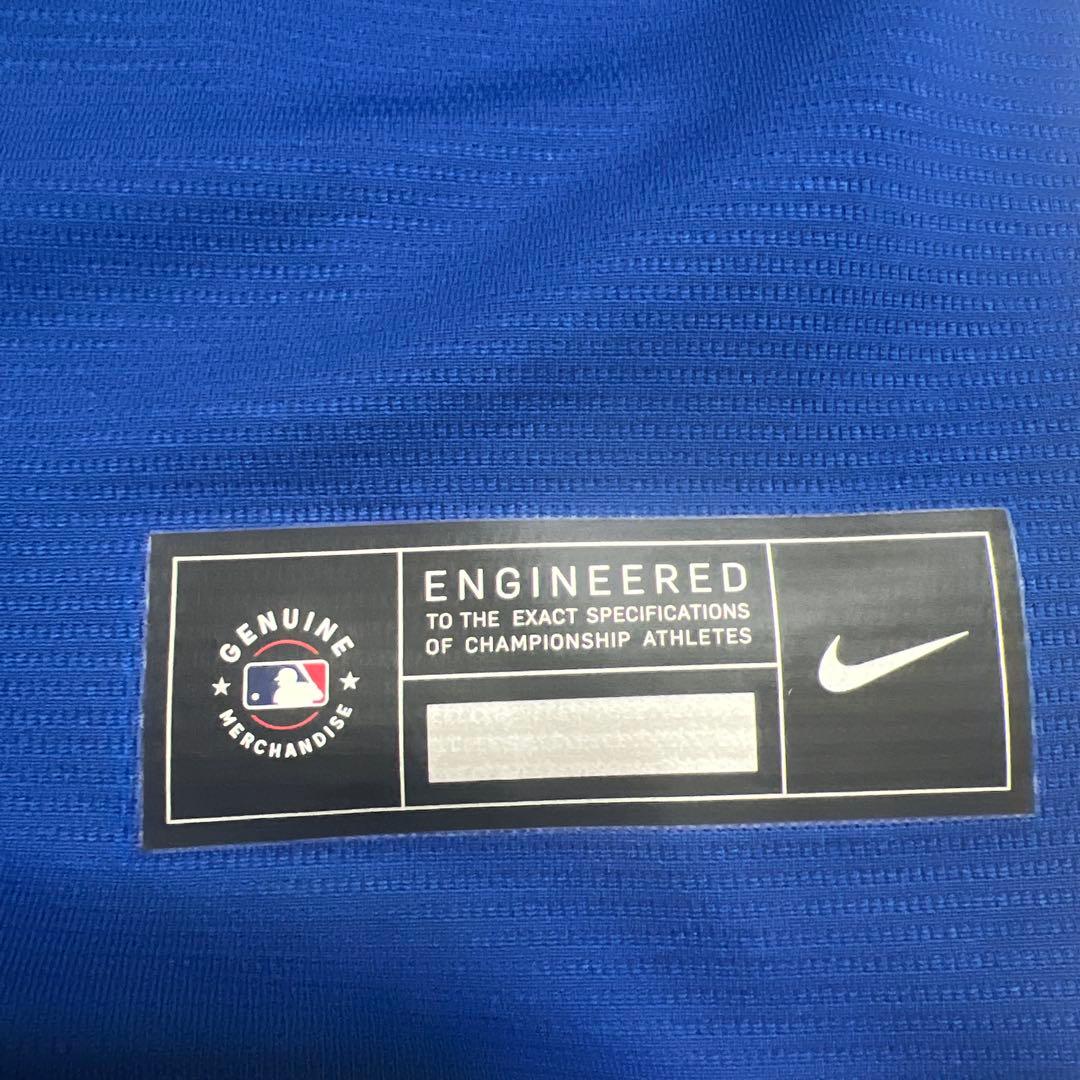 GENUINE
MERCHANDISE
ENGINEERED
TO THE EXACT SPECIFICATIONS
OF CHAMPIONSHIP ATHLETES